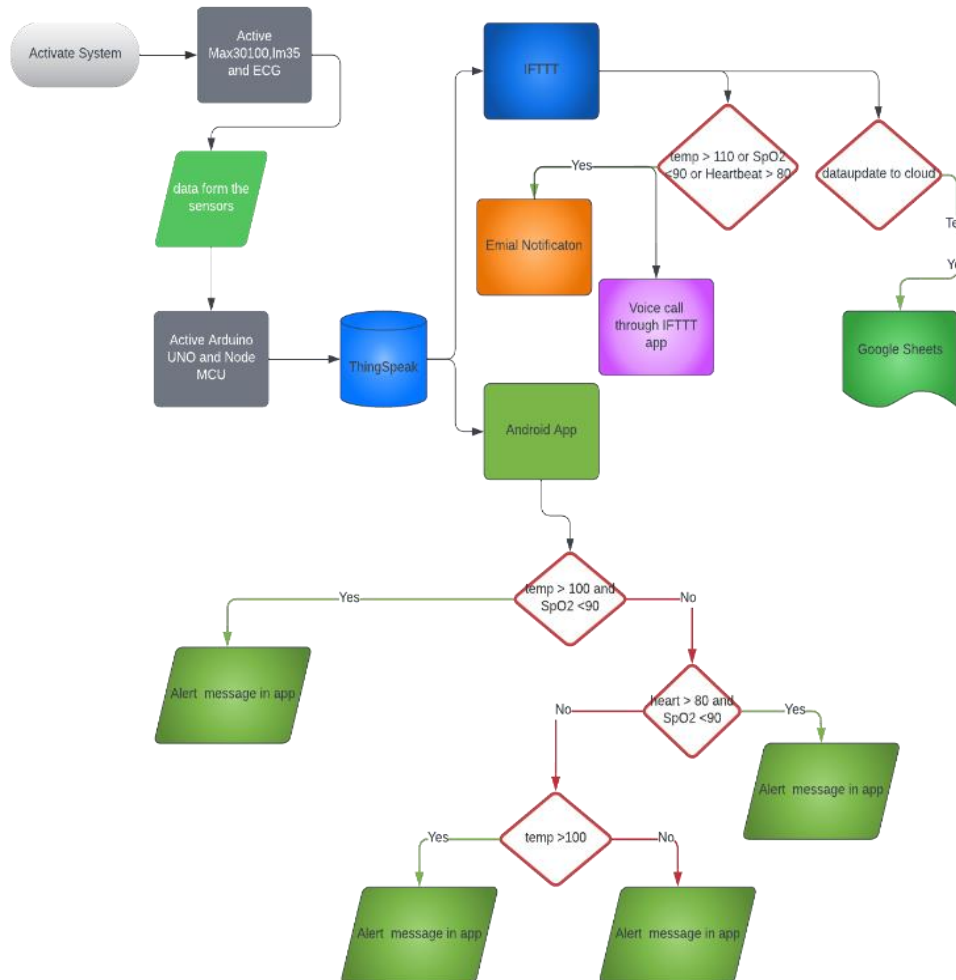 Activate System
Active
Max30100,lm35
and ECG
IFTTT
temp > 110 or SpO2
<90 or Heartbeat > 80
dataupdate to cloud
Yes
data form the
sensors
Emial Notificaton
Voice call
through IFTTT
app
Active Arduino
UNO and Node
MCU
ThingSpeak
Google Sheets
Android App
temp > 100 and
SpO2 <90
Yes
No
Alert message in app
heart > 80 and
SpO2 <90
No
Yes
Alert message in app
temp >100
Yes
No
Alert message in app
Alert message in app